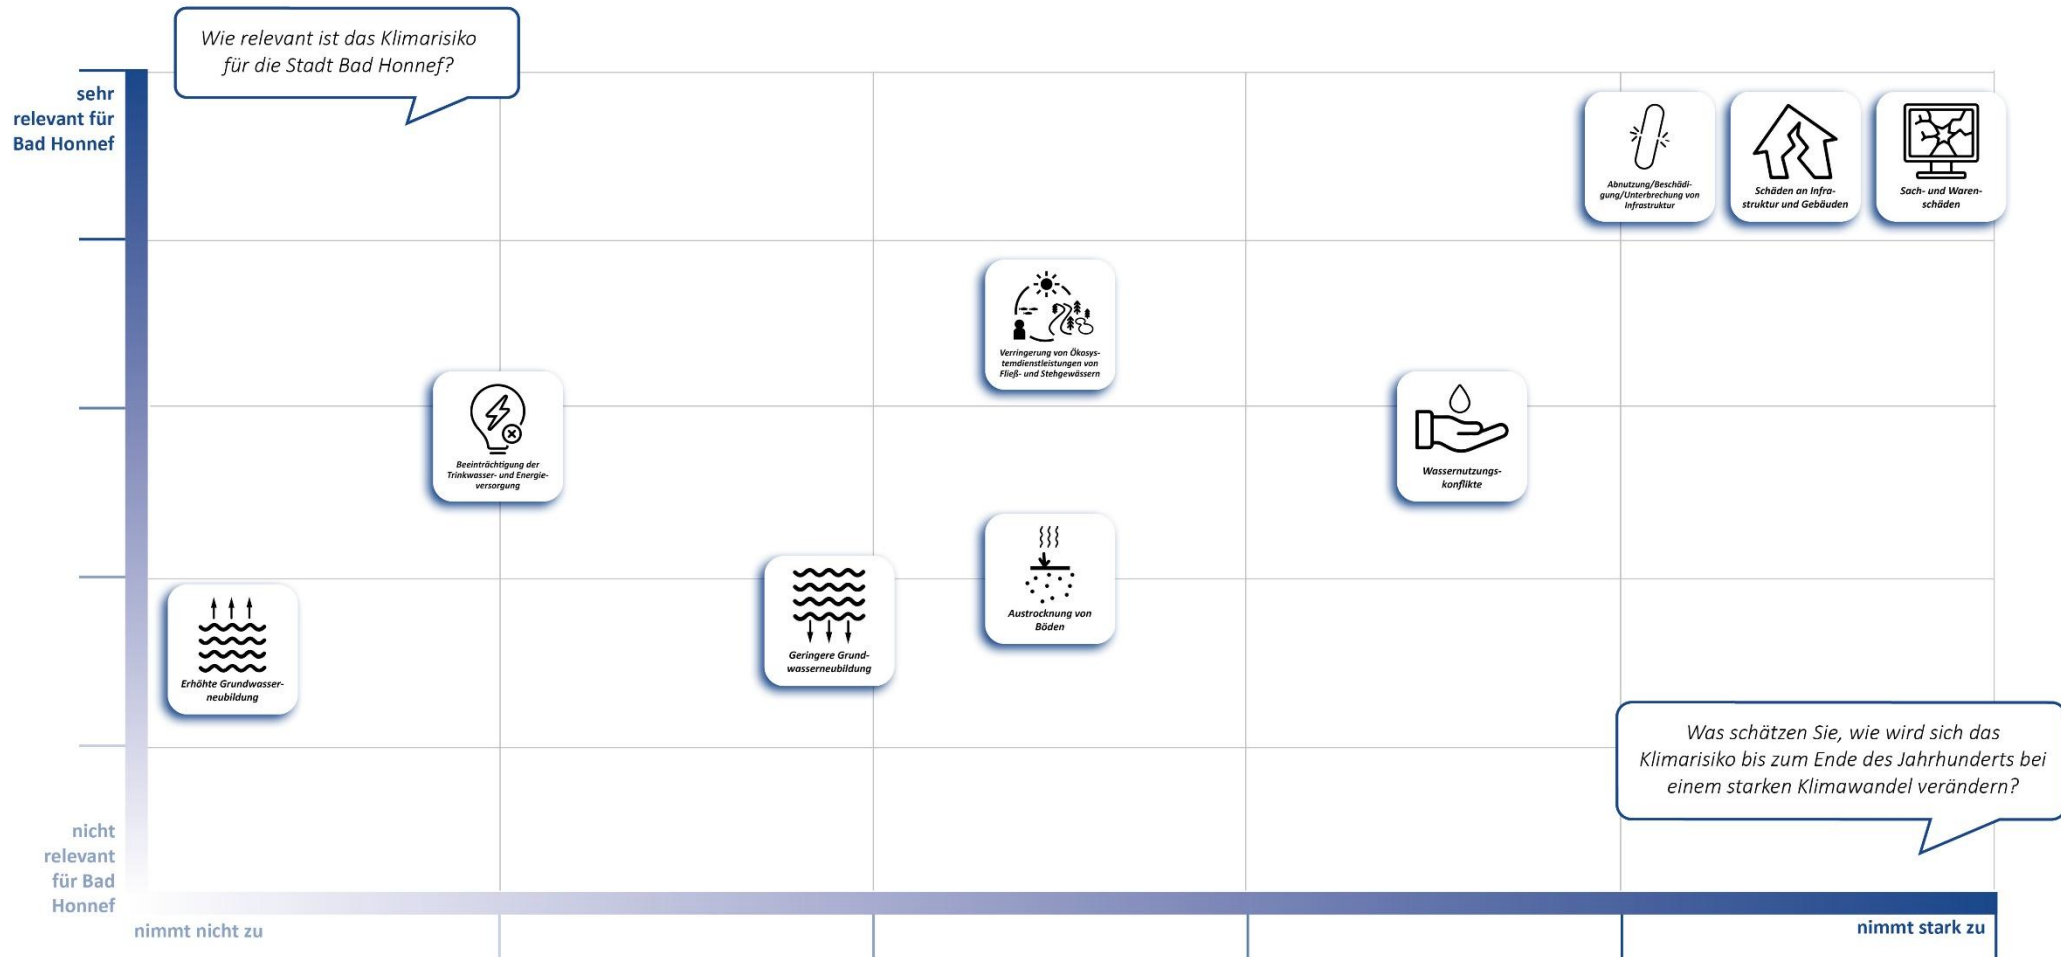 Wie relevant ist das Klimarisiko
für die Stadt Bad Honnef?
sehr
relevant für
Bad Honnef
Abnutzung/Beschädi-
gung/Unterbrechung von
Infrastruktur
Schäden an Infra-
struktur und Gebäuden
Sach- und Waren-
schäden
Verringerung von Ökosys-
temdienstleistungen von
Fließ- und Stehgewässern
Beeinträchtigung der
Trinkwasser- und Energie-
versorgung
Wassernutzungs-
konflikte
Austrocknung von
Böden
Geringere Grund-
wasserneubildung
Erhöhte Grundwasser-
neubildung
Was schätzen Sie, wie wird sich das
Klimarisiko bis zum Ende des Jahrhunderts bei
einem starken Klimawandel verändern?
nicht
relevant
für Bad
Honnef
nimmt nicht zu
nimmt stark zu